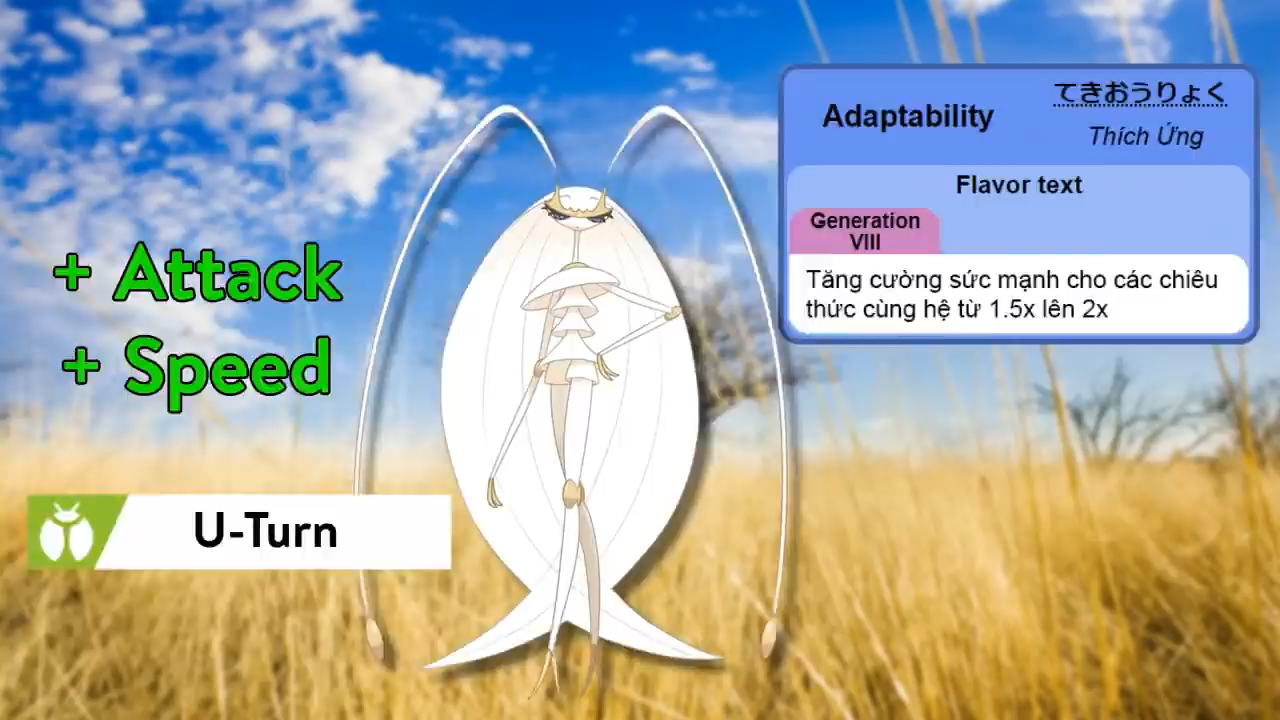 + Attack
+ Speed
U-Turn
Adaptability
てきおうりょく
Thích Ứng
Flavor text
Generation
VIII
Tăng cường sức mạnh cho các chiêu
thức cùng hệ từ 1.5x lên 2x